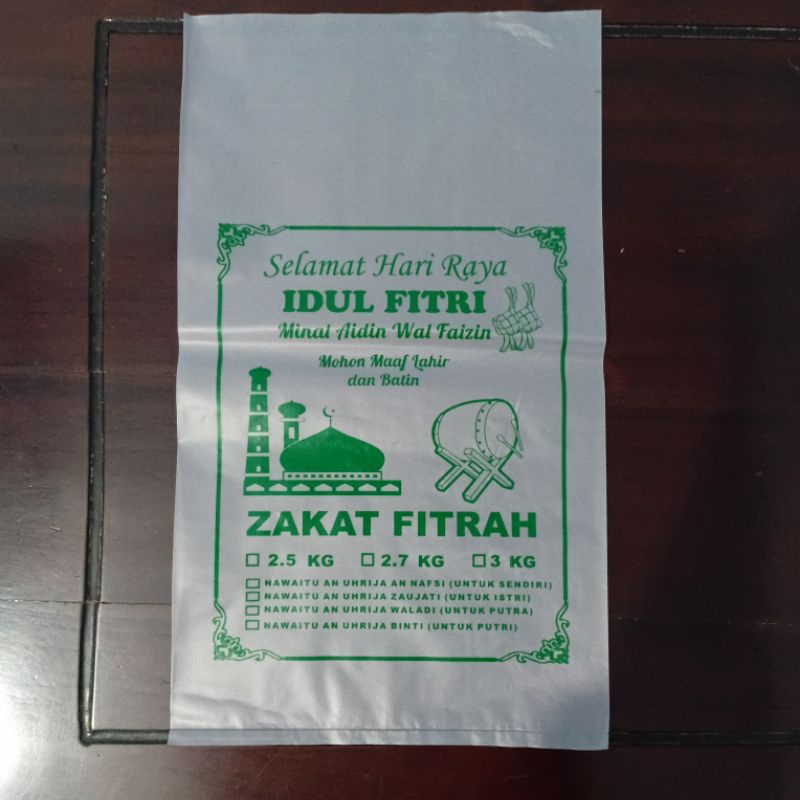 Selamat Hari Raya
IDUL FITRI
Minal Aidin Wal Faizin
Mohon Maaf Lahir
dan Batin
ZAKAT FITRAH
2.5 KG 2.7 KG 3 KG
NAWAITU AN UHRIJA AN NAFSI (UNTUK SENDIRI)
NAWAITU AN UHRIJA ZAUJATI (UNTUK ISTRI)
NAWAITU AN UHRIJA WALADI (UNTUK PUTRA)
NAWAITU AN UHRIJA BINTI (UNTUK PUTRI)